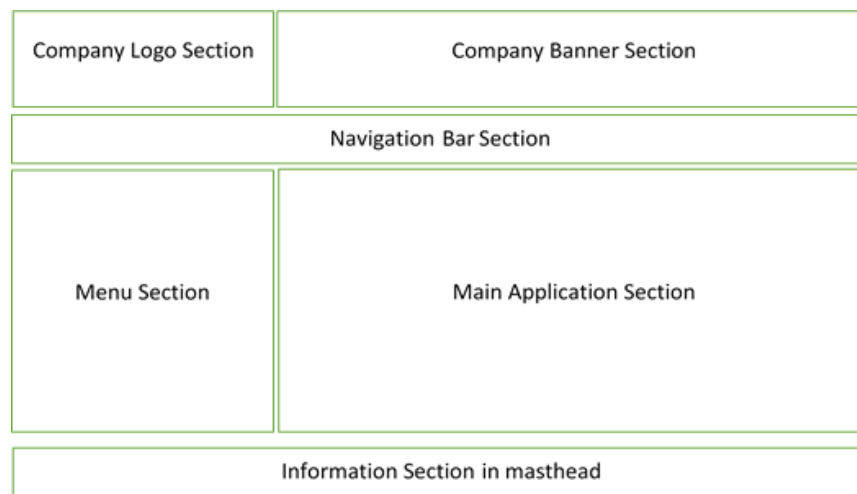 Company Logo Section
Company Banner Section
Navigation Bar Section
Menu Section
Main Application Section
Information Section in masthead